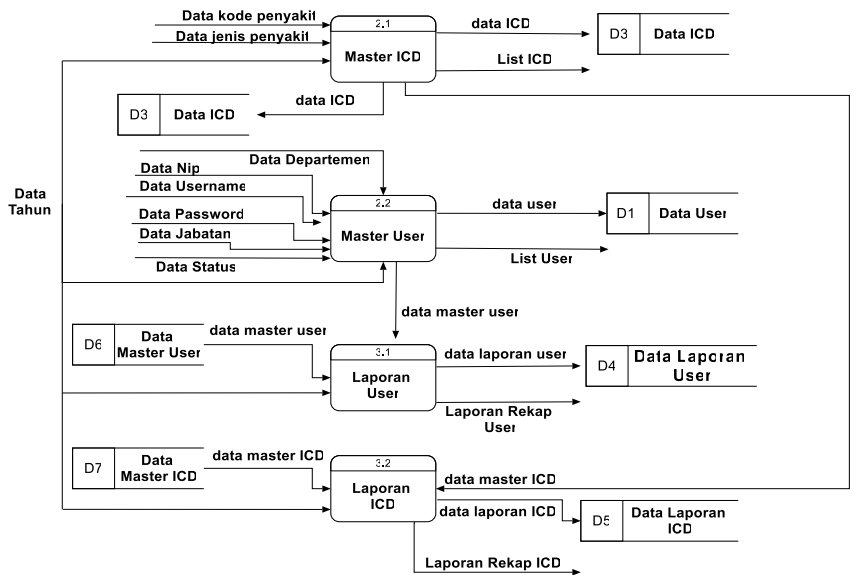 Data kode penyakit
Data jenis penyakit
2.1
Master ICD
data ICD
D3 Data ICD
List ICD
data ICD
D3 Data ICD
Data
Tahun
Data Departemen
Data Nip
Data Username
Data Password
Data Jabatan
Data Status
2.2
Master User
data user
D1 Data User
List User
data master user
D6 Data
Master User
data master user
3.1
Laporan
User
data laporan user
D4 Data Laporan
User
Laporan Rekap
User
D7 Data
Master ICD
data master ICD
3.2
Laporan
ICD
data master ICD
data laporan ICD
D5 Data Laporan
ICD
Laporan Rekap ICD